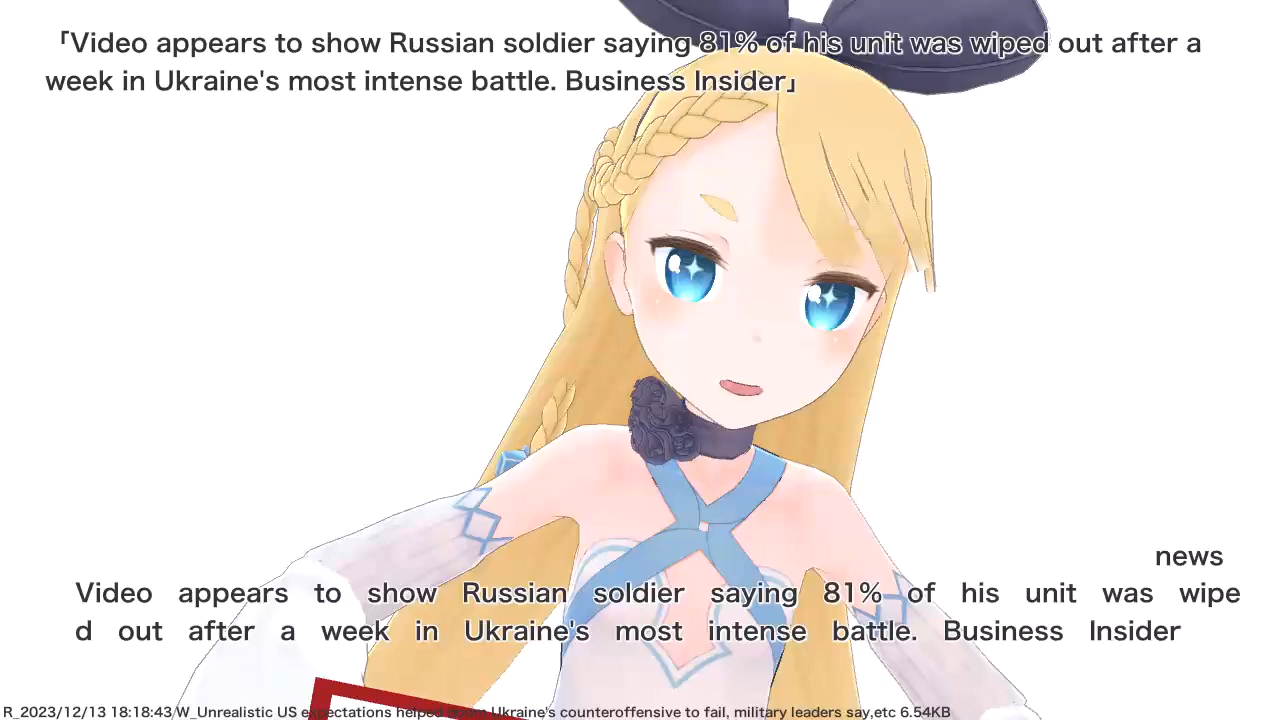 「Video appears to show Russian soldier saying 81% of his unit was wiped out after a
week in Ukraine's most intense battle. Business Insider」
news
Video appears to show Russian soldier saying 81% of his unit was wipe
d out after a week in Ukraine's most intense battle. Business Insider
R_2023/12/13 18:18:43/W_Unrealistic US expectations helped doom Ukraine's counteroffensive to fail, military leaders say,etc 6.54KB